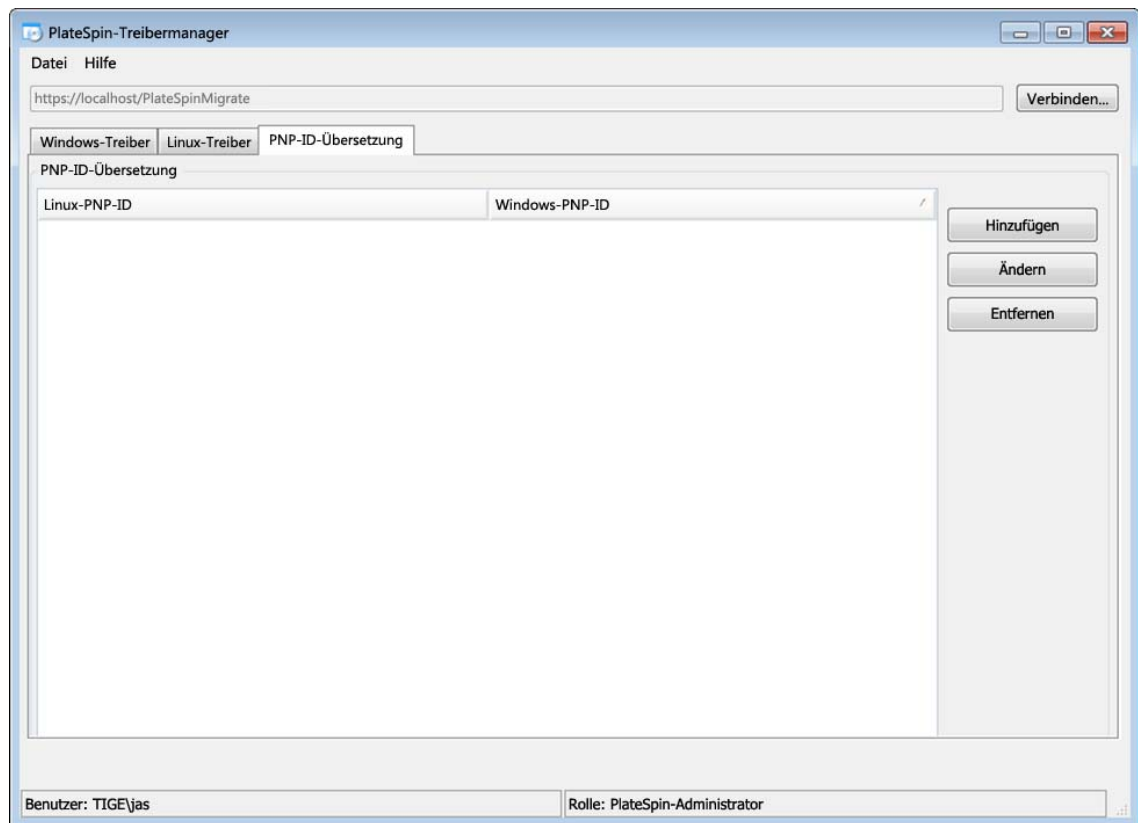 PlateSpin-Treibermanager
Datei Hilfe
https://localhost/PlateSpinMigrate Verbinden...
Windows-Treiber Linux-Treiber PNP-ID-Übersetzung
PNP-ID-Übersetzung
Linux-PNP-ID Windows-PNP-ID
Hinzufügen
Ändern
Entfernen
Benutzer: TIGE\jas Rolle: PlateSpin-Administrator